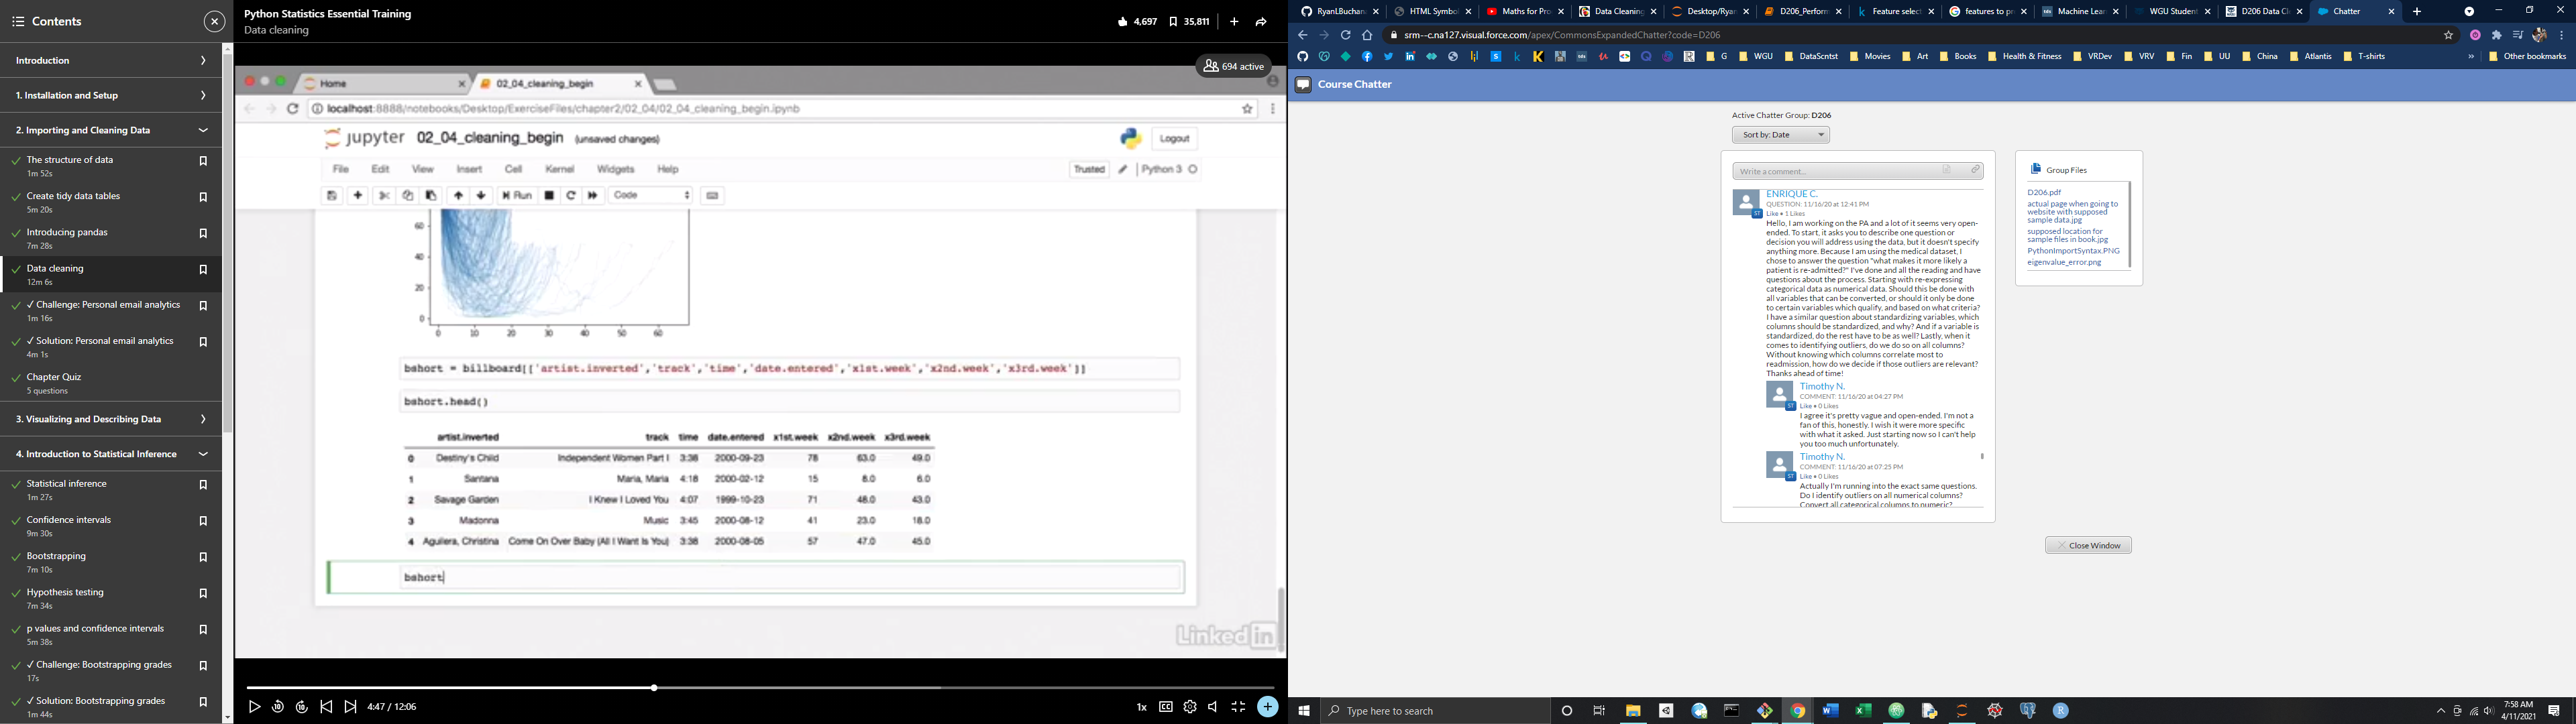 Contents
Introduction
1. Installation and Setup
2. Importing and Cleaning Data
The structure of data
1m 52s
Create tidy data tables
5m 20s
Introducing pandas
7m 28s
Data cleaning
12m 6s
✓ Challenge: Personal email analytics
1m 16s
✓ Solution: Personal email analytics
4m 1s
Chapter Quiz
5 questions
3. Visualizing and Describing Data
4. Introduction to Statistical Inference
Statistical inference
1m 27s
Confidence intervals
9m 30s
Bootstrapping
7m 10s
Hypothesis testing
7m 34s
p values and confidence intervals
5m 38s
✓ Challenge: Bootstrapping grades
17s
✓ Solution: Bootstrapping grades
1m 44s
Python Statistics Essential Training
Data cleaning
4,697 35,811
694 active
Home 02_04_cleaning_begin
localhost:8888/notebooks/Desktop/ExerciseFiles/chapter2/02_04/02_04_cleaning_begin.ipynb
jupyter 02_04_cleaning_begin (unsaved changes) Logout
File Edit View Insert Cell Kernel Widgets Help Trusted Python 3
Run Code
60
40
20
0
0 10 20 30 40 50 60
bshort = billboard[['artist.inverted','track','time','date.entered','x1st.week','x2nd.week','x3rd.week']]
bshort.head()
artist.inverted track time date.entered x1st.week x2nd.week x3rd.week
0 Destiny's Child Independent Women Part I 3:38 2000-09-23 78 63.0 49.0
1 Santana Maria, Maria 4:18 2000-02-12 15 8.0 6.0
2 Savage Garden I Knew I Loved You 4:07 1999-10-23 71 48.0 43.0
3 Madonna Music 3:45 2000-08-12 41 23.0 18.0
4 Aguilera, Christina Come On Over Baby (All I Want Is You) 3:38 2000-08-05 57 47.0 45.0
bshort
Linked in
4:47 / 12:06 1x CC
RyanLBuchan HTML Symbol Maths for Pro Data Cleaning Desktop/Ryan D206_Perform Feature select features to pr Machine Lear WGU Student D206 Data Cl Chatter
srm--c.na127.visual.force.com/apex/CommonsExpandedChatter?code=D206
G WGU DataScntst Movies Art Books Health & Fitness VRDev VRV Fin UU China Atlantis T-shirts » Other bookmarks
Course Chatter
Active Chatter Group: D206
Sort by: Date
Write a comment...
ENRIQUE C.
QUESTION: 11/16/20 at 12:41 PM
Like • 1 Likes
Hello, I am working on the PA and a lot of it seems very open-
ended. To start, it asks you to describe one question or
decision you will address using the data, but it doesn't specify
anything more. Because I am using the medical dataset, I
chose to answer the question "what makes it more likely a
patient is re-admitted?" I've done and all the reading and have
questions about the process. Starting with re-expressing
categorical data as numerical data. Should this be done with
all variables that can be converted, or should it only be done
to certain variables which qualify, and based on what criteria?
I have a similar question about standardizing variables, which
columns should be standardized, and why? And if a variable is
standardized, do the rest have to be as well? Lastly, when it
comes to identifying outliers, do we do so on all columns?
Without knowing which columns correlate most to
readmission, how do we decide if those outliers are relevant?
Thanks ahead of time!
Timothy N.
COMMENT: 11/16/20 at 04:27 PM
Like • 0 Likes
I agree it's pretty vague and open-ended. I'm not a
fan of this, honestly. I wish it were more specific
with what it asked. Just starting now so I can't help
you too much unfortunately.
Timothy N.
COMMENT: 11/16/20 at 07:25 PM
Like • 0 Likes
Actually I'm running into the exact same questions.
Do I identify outliers on all numerical columns?
Convert all categorical columns to numeric?
Group Files
D206.pdf
actual page when going to
website with supposed
sample data.jpg
supposed location for
sample files in book.jpg
PythonImportSyntax.PNG
eigenvalue_error.png
Close Window
Type here to search
7:58 AM
4/11/2021